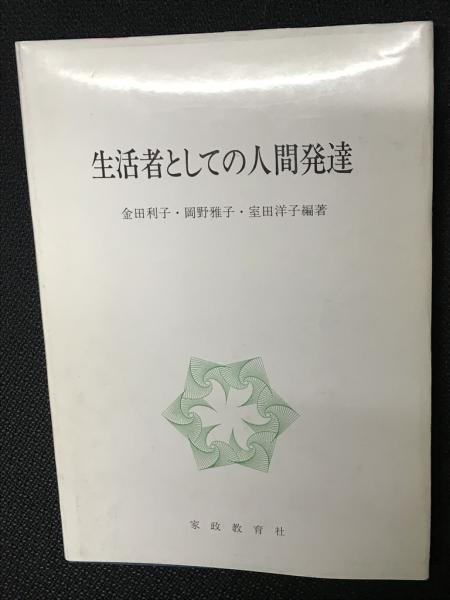 生活者としての人間発達
金田利子・岡野雅子・室田洋子編著
家政教育社